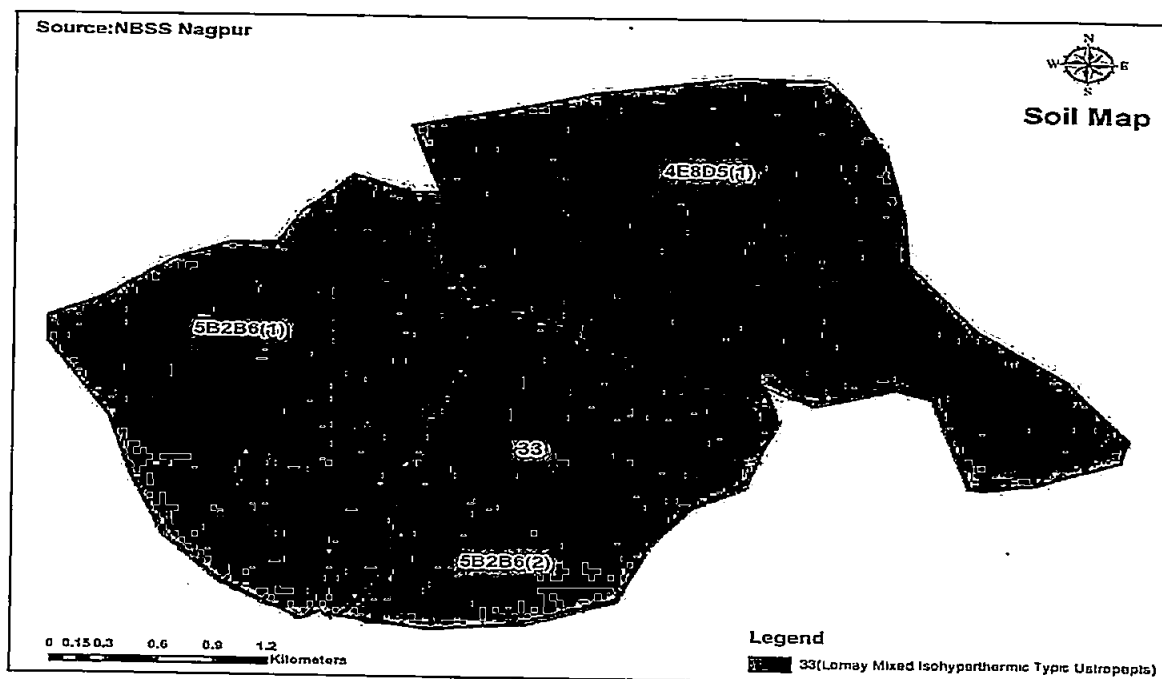 Source:NBSS Nagpur
N
W E
S
Soil Map
4E8D5(1)
5B2B6(1)
33
5B2B6(2)
0 0.15 0.3 0.6 0.9 1.2
Kilometers
Legend
33(Lomay Mixed Isohyperthermic Typic Ustropepts)